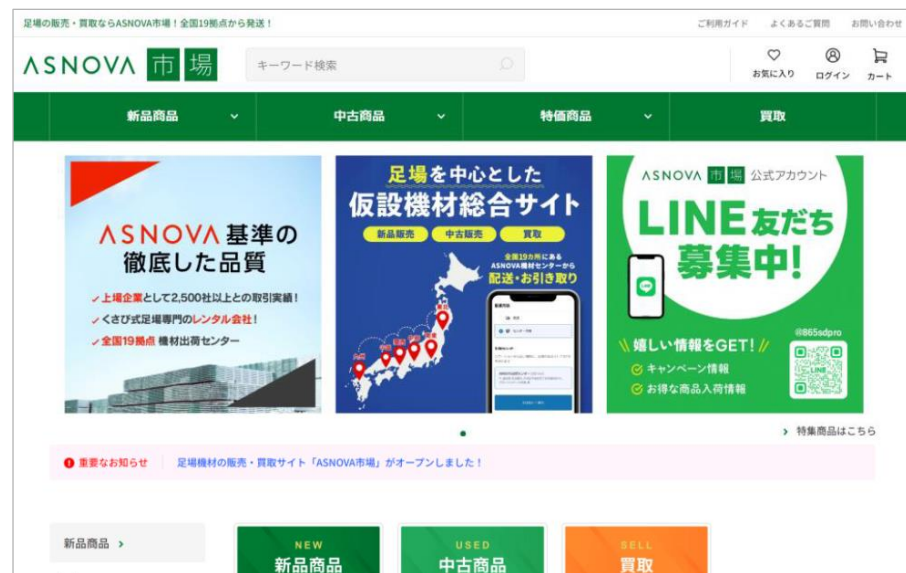 足場の販売・買取ならASNOVA市場！全国19拠点から発送！
ご利用ガイド よくあるご質問 お問い合わせ
ASNOVA 市場
キーワード検索
お気に入り ログイン カート
新品商品 中古商品 特価商品 買取
ASNOVA 基準の
徹底した品質
上場企業として2,500社以上との取引実績！
くさび式足場専門のレンタル会社！
全国19拠点 機材出荷センター
足場を中心とした
仮設機材総合サイト
新品販売 中古販売 買取
全国19カ所にある
ASNOVA機材センターから
配送・お引き取り
東北
九州
ASNOVA 市場 公式アカウント
LINE 友だち
募集中!
@865sdpro
嬉しい情報をGET!
キャンペーン情報
お得な商品入荷情報
LINE
特集商品はこちら
重要なお知らせ 足場機材の販売・買取サイト「ASNOVA市場」がオープンしました！
新品商品
NEW
新品商品
USED
中古商品
SELL
買取